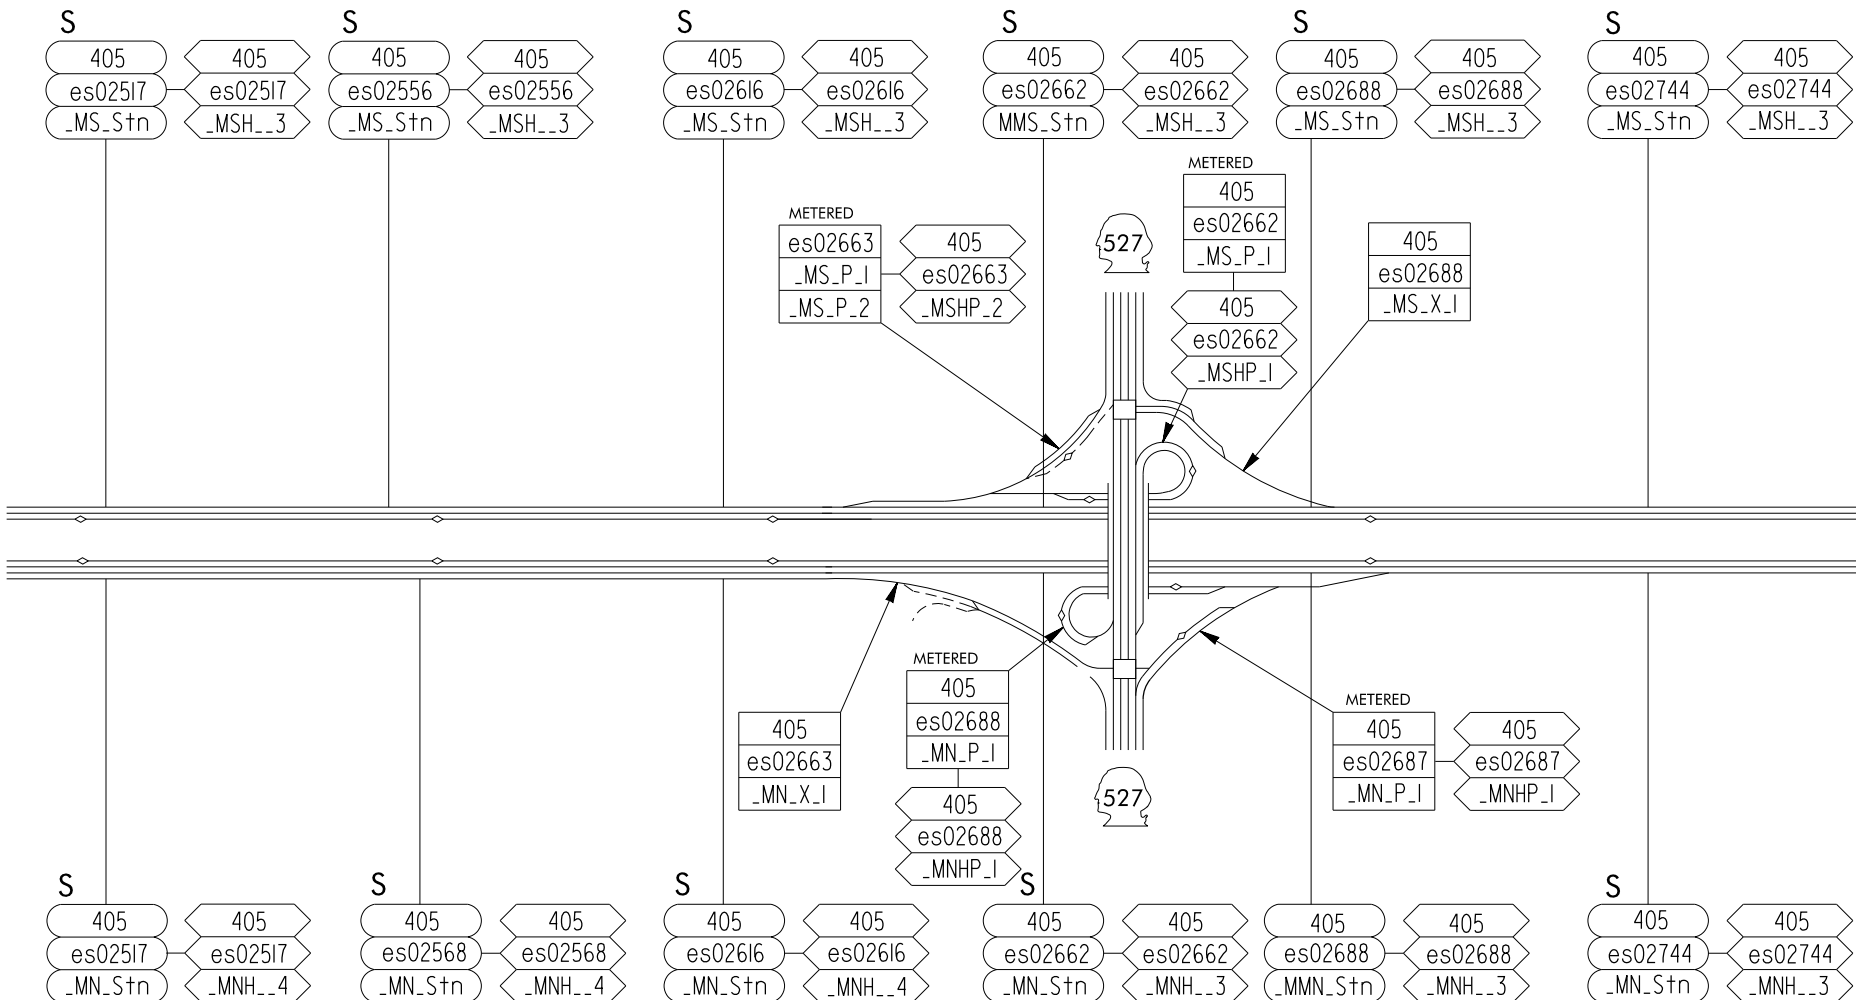 S
405
es02517
_MS_Stn
405
es02517
_MSH__3
S
405
es02556
_MS_Stn
405
es02556
_MSH__3
S
405
es02616
_MS_Stn
405
es02616
_MSH__3
S
405
es02662
MMS_Stn
405
es02662
_MSH__3
S
405
es02688
_MS_Stn
405
es02688
_MSH__3
S
405
es02744
_MS_Stn
405
es02744
_MSH__3
METERED
es02663
_MS_P_1
_MS_P_2
405
es02663
_MSHP_2
527
METERED
405
es02662
_MS_P_1
405
es02662
_MSHP_1
405
es02688
_MS_X_1
405
es02663
_MN_X_1
METERED
405
es02688
_MN_P_1
405
es02688
_MNHP_1
527
METERED
405
es02687
_MN_P_1
405
es02687
_MNHP_1
S
405
es02517
_MN_Stn
405
es02517
_MNH__4
S
405
es02568
_MN_Stn
405
es02568
_MNH__4
S
405
es02616
_MN_Stn
405
es02616
_MNH__4
S
405
es02662
_MN_Stn
405
es02662
_MNH__3
405
es02688
_MMN_Stn
405
es02688
_MNH__3
S
405
es02744
_MN_Stn
405
es02744
_MNH__3